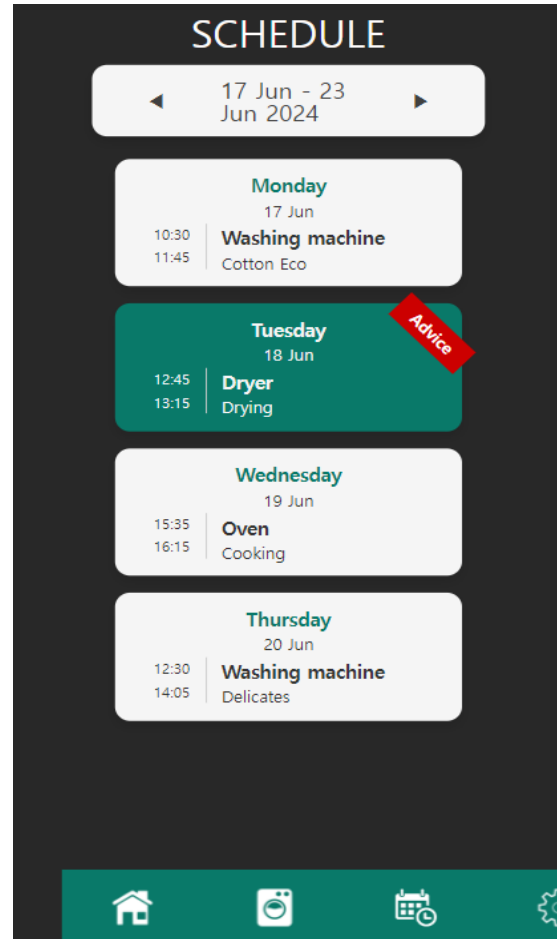 SCHEDULE
17 Jun - 23
Jun 2024
Monday
17 Jun
10:30
11:45
Washing machine
Cotton Eco
Advice
Tuesday
18 Jun
12:45
13:15
Dryer
Drying
Wednesday
19 Jun
15:35
16:15
Oven
Cooking
Thursday
20 Jun
12:30
14:05
Washing machine
Delicates